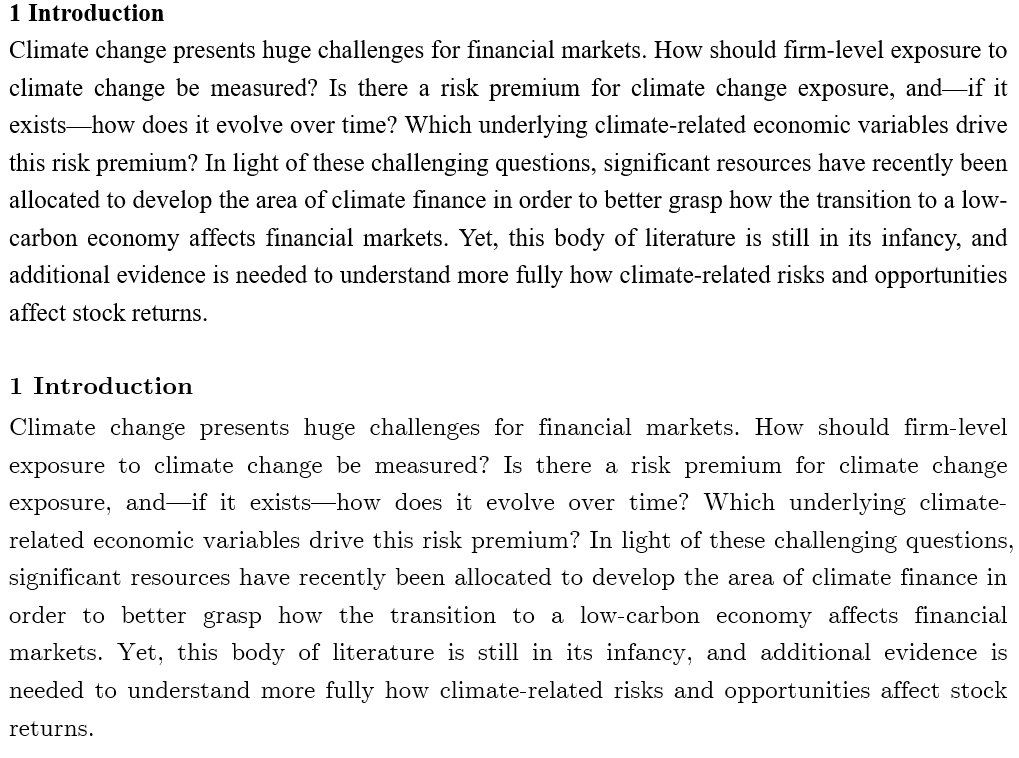 1 Introduction
Climate change presents huge challenges for financial markets. How should firm-level exposure to
climate change be measured? Is there a risk premium for climate change exposure, and—if it
exists—how does it evolve over time? Which underlying climate-related economic variables drive
this risk premium? In light of these challenging questions, significant resources have recently been
allocated to develop the area of climate finance in order to better grasp how the transition to a low-
carbon economy affects financial markets. Yet, this body of literature is still in its infancy, and
additional evidence is needed to understand more fully how climate-related risks and opportunities
affect stock returns.
1 Introduction
Climate change presents huge challenges for financial markets. How should firm-level
exposure to climate change be measured? Is there a risk premium for climate change
exposure, and—if it exists—how does it evolve over time? Which underlying climate-
related economic variables drive this risk premium? In light of these challenging questions,
significant resources have recently been allocated to develop the area of climate finance in
order to better grasp how the transition to a low-carbon economy affects financial
markets. Yet, this body of literature is still in its infancy, and additional evidence is
needed to understand more fully how climate-related risks and opportunities affect stock
returns.